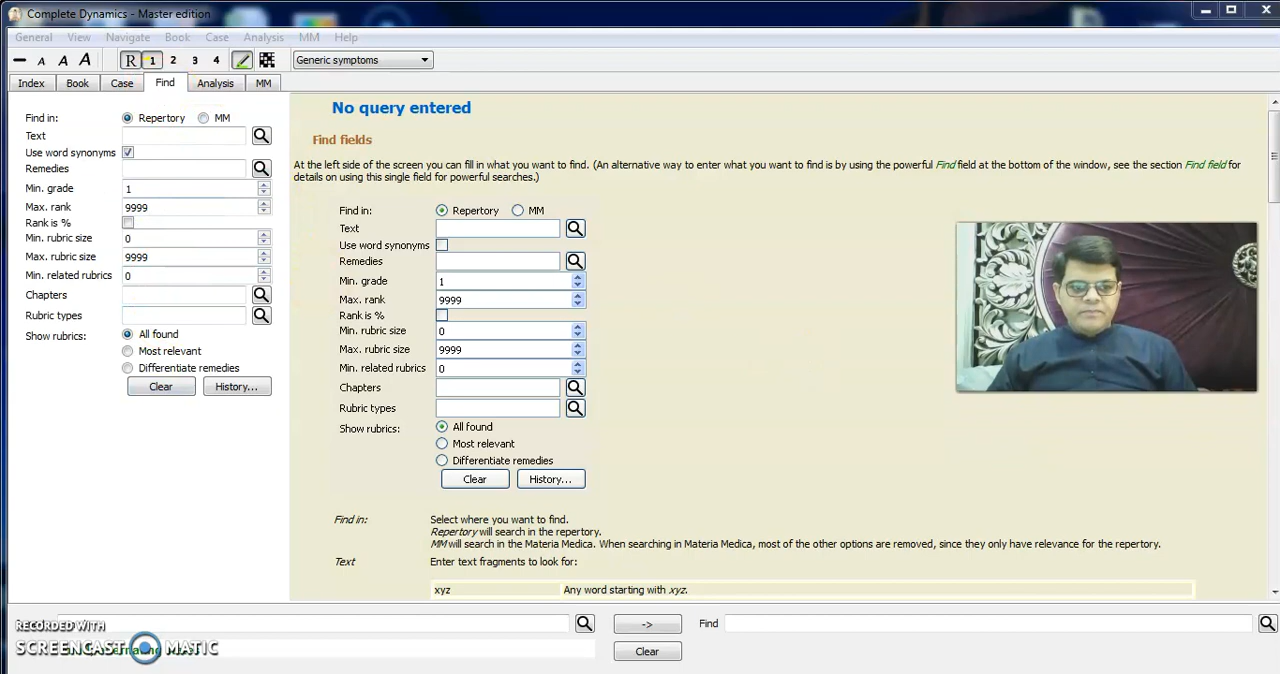 Complete Dynamics - Master edition
General View Navigate Book Case Analysis MM Help
A A A R 1 2 3 4 Generic symptoms
Index Book Case Find Analysis MM
Find in: Repertory MM
Text
Use word synonyms
Remedies
Min. grade 1
Max. rank 9999
Rank is %
Min. rubric size 0
Max. rubric size 9999
Min. related rubrics 0
Chapters
Rubric types
Show rubrics: All found
Most relevant
Differentiate remedies
Clear History...
No query entered
Find fields
At the left side of the screen you can fill in what you want to find. (An alternative way to enter what you want to find is by using the powerful Find field at the bottom of the window, see the section Find field for
details on using this single field for powerful searches.)
Find in: Repertory MM
Text
Use word synonyms
Remedies
Min. grade 1
Max. rank 9999
Rank is %
Min. rubric size 0
Max. rubric size 9999
Min. related rubrics 0
Chapters
Rubric types
Show rubrics: All found
Most relevant
Differentiate remedies
Clear History...
Find in: Select where you want to find.
Repertory will search in the repertory.
MM will search in the Materia Medica. When searching in Materia Medica, most of the other options are removed, since they only have relevance for the repertory.
Text Enter text fragments to look for:
xyz Any word starting with xyz.
-> Find
Clear
RECORDED WITH
SCREENCAST MATIC